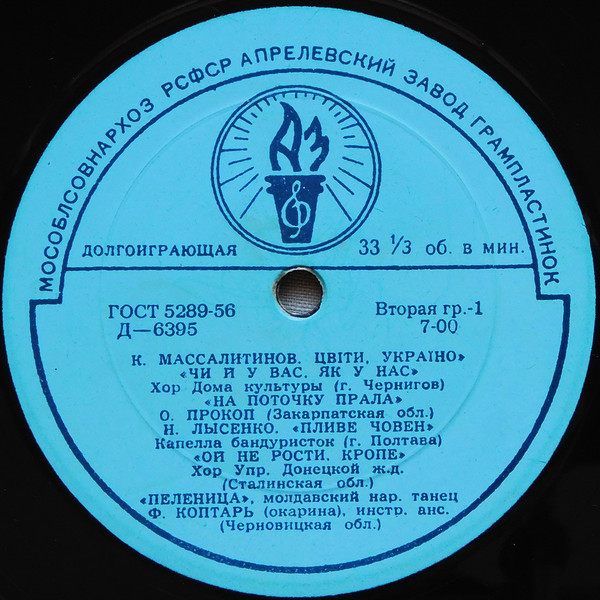 МОСОБЛСОВНАРХОЗ РСФСР АПРЕЛЕВСКИЙ ЗАВОД ГРАМПЛАСТИНОК
АЗ
ДОЛГОИГРАЮЩАЯ 33 1/3 об. в мин.
ГОСТ 5289-56 Вторая гр.-1
Д—6395 7-00
К. МАССАЛИТИНОВ. ЦВІТИ, УКРАІНО»
«ЧИ Й У ВАС, ЯК У НАС»
Хор Дома культуры (г. Чернигов)
«НА ПОТОЧКУ ПРАЛА»
О. ПРОКОП (Закарпатская обл.)
Н. ЛЫСЕНКО. «ПЛИВЕ ЧОВЕН»
Капелла бандуристок (г. Полтава)
«ОЙ НЕ РОСТИ, КРОПЕ»
Хор Упр. Донецкой ж.д.
(Сталинская обл.)
«ПЕЛЕНИЦА», молдавский нар. танец
Ф. КОПТАРЬ (окарина), инстр. анс.
(Черновицкая обл.)